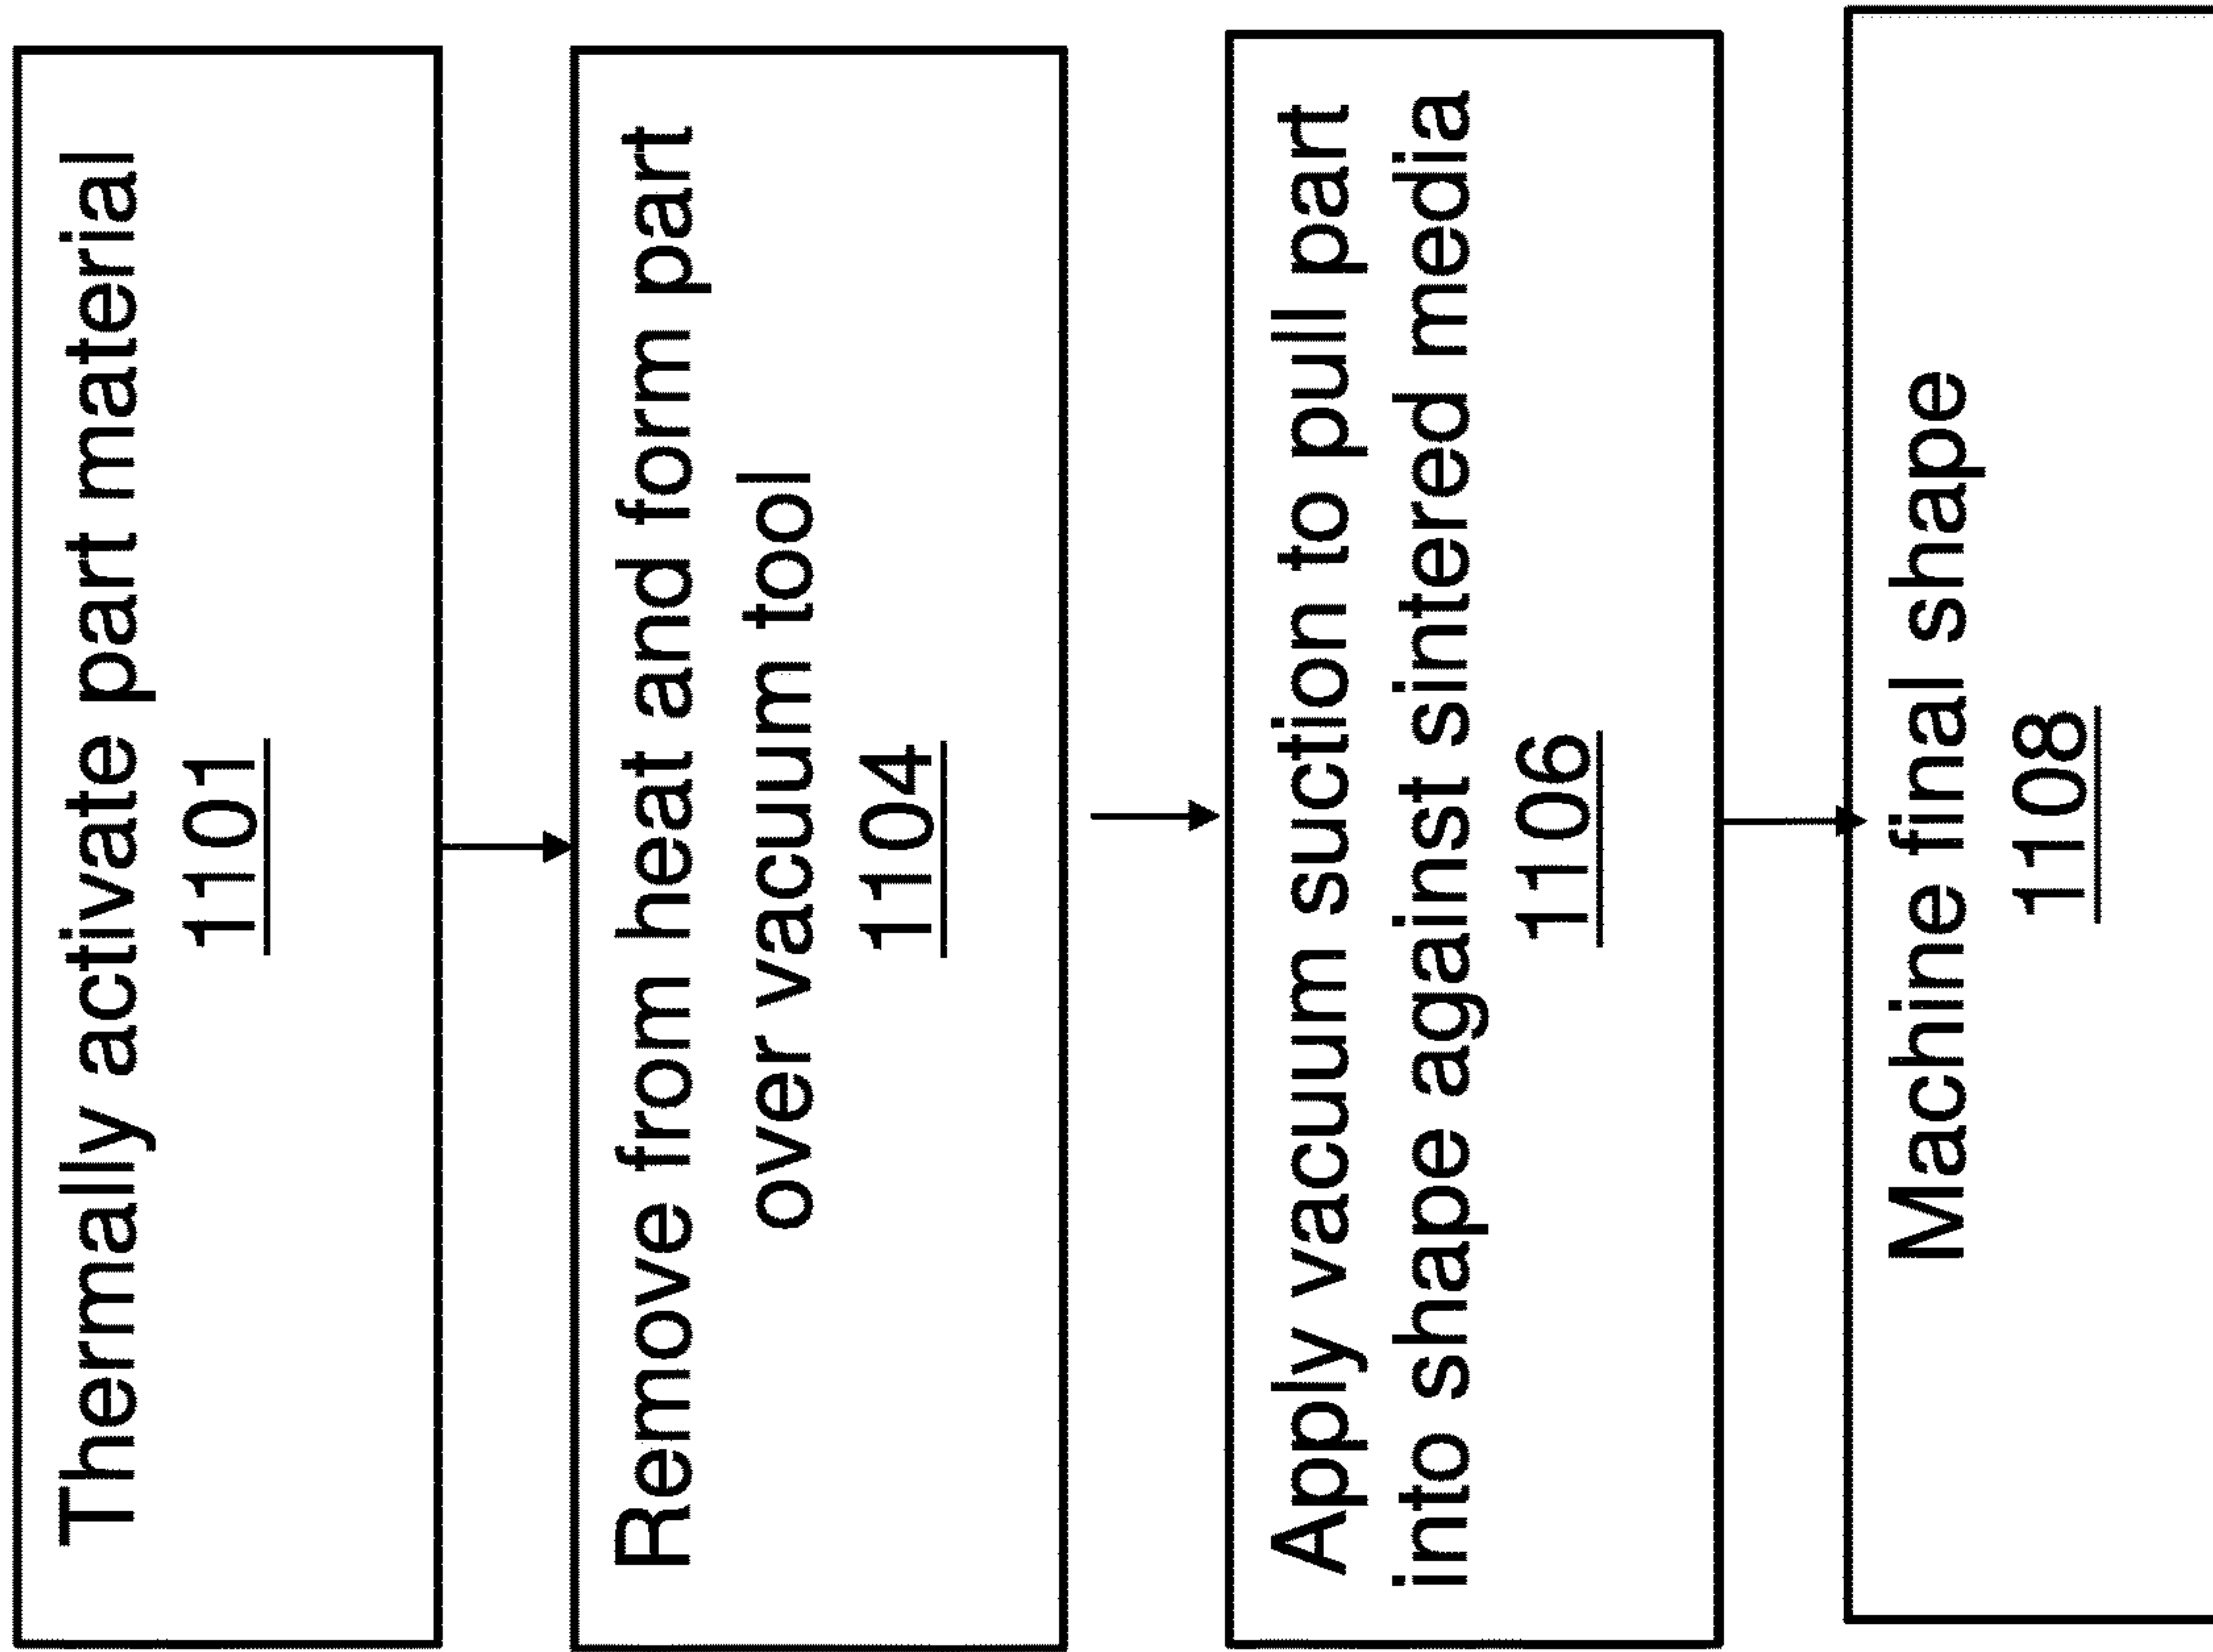 Thermally activate part material
1101
Remove from heat and form part
over vacuum tool
1104
Apply vacuum suction to pull part
into shape against sintered media
1106
Machine final shape
1108